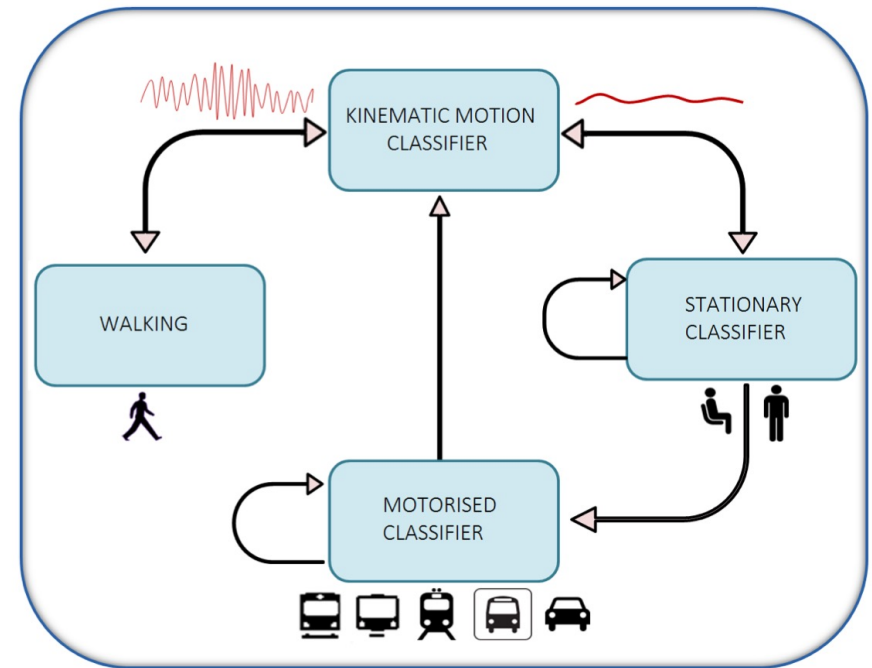 KINEMATIC MOTION
CLASSIFIER
WALKING
STATIONARY
CLASSIFIER
MOTORISED
CLASSIFIER